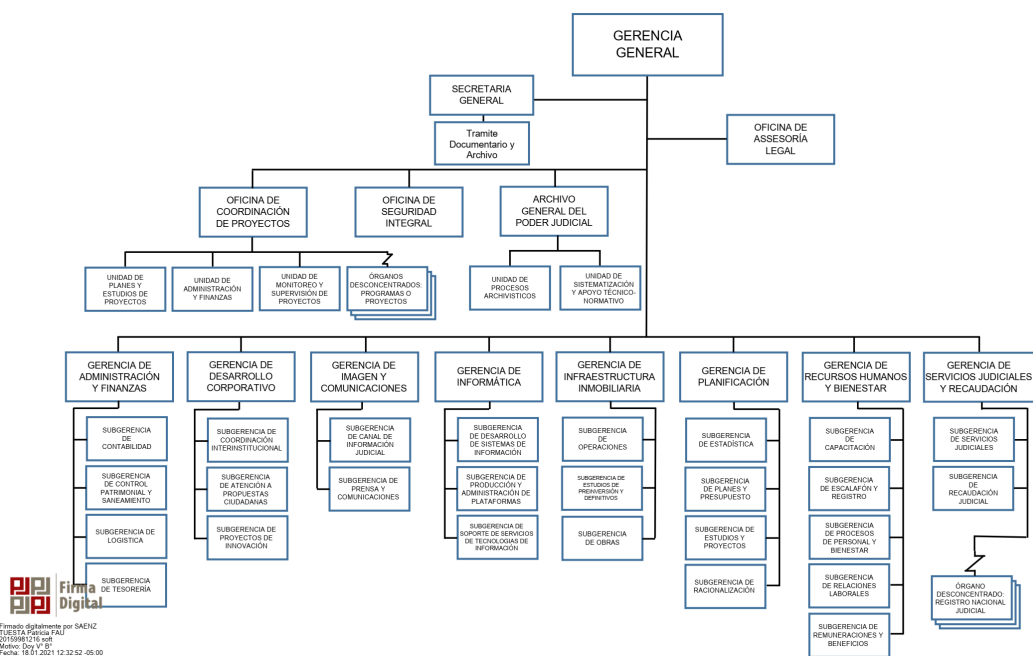 GERENCIA
GENERAL
SECRETARIA
GENERAL
Tramite
Documentario y
Archivo
OFICINA DE
ASSESORÍA
LEGAL
OFICINA DE
COORDINACIÓN
DE PROYECTOS
OFICINA DE
SEGURIDAD
INTEGRAL
ARCHIVO
GENERAL DEL
PODER JUDICIAL
UNIDAD DE
PLANES Y
ESTUDIOS DE
PROYECTOS
UNIDAD DE
ADMINISTRACIÓN
Y FINANZAS
UNIDAD DE
MONITOREO Y
SUPERVISIÓN DE
PROYECTOS
ÓRGANOS
DESCONCENTRADOS:
PROGRAMAS O
PROYECTOS
UNIDAD DE
PROCESOS
ARCHIVISTICOS
UNIDAD DE
SISTEMATIZACIÓN
Y APOYO TÉCNICO-
NORMATIVO
GERENCIA DE
ADMINISTRACIÓN
Y FINANZAS
GERENCIA DE
DESARROLLO
CORPORATIVO
GERENCIA DE
IMAGEN Y
COMUNICACIONES
GERENCIA DE
INFORMÁTICA
GERENCIA DE
INFRAESTRUCTURA
INMOBILIARIA
GERENCIA DE
PLANIFICACIÓN
GERENCIA DE
RECURSOS HUMANOS
Y BIENESTAR
GERENCIA DE
SERVICIOS JUDICIALES
Y RECAUDACIÓN
SUBGERENCIA
DE
CONTABILIDAD
SUBGERENCIA
DE CONTROL
PATRIMONIAL Y
SANEAMIENTO
SUBGERENCIA DE
LOGISTICA
SUBGERENCIA
DE TESORERÍA
SUBGERENCIA DE
COORDINACIÓN
INTERINSTITUCIONAL
SUBGERENCIA
DE ATENCIÓN A
PROPUESTAS
CIUDADANAS
SUBGERENCIA DE
PROYECTOS DE
INNOVACIÓN
SUBGERENCIA
DE CANAL DE
INFORMACIÓN
JUDICIAL
SUBGERENCIA DE
PRENSA Y
COMUNICACIONES
SUBGERENCIA
DE DESARROLLO
DE SISTEMAS DE
INFORMACIÓN
SUBGERENCIA DE
PRODUCCIÓN Y
ADMINISTRACIÓN DE
PLATAFORMAS
SUBGERENCIA DE
SOPORTE DE SERVICIOS
DE TECNOLOGIAS DE
INFORMACIÓN
SUBGERENCIA
DE
OPERACIONES
SUBGERENCIA DE
ESTUDIOS DE
PREINVERSIÓN Y
DEFINITIVOS
SUBGERENCIA
DE OBRAS
SUBGERENCIA
DE ESTADÍSTICA
SUBGERENCIA
DE PLANES Y
PRESUPUESTO
SUBGERENCIA DE
ESTUDIOS Y
PROYECTOS
SUBGERENCIA DE
RACIONALIZACIÓN
SUBGERENCIA
DE
CAPACITACIÓN
SUBGERENCIA
DE ESCALAFÓN Y
REGISTRO
SUBGERENCIA
DE PROCESOS
DE PERSONAL Y
BIENESTAR
SUBGERENCIA
DE RELACIONES
LABORALES
SUBGERENCIA DE
REMUNERACIONES Y
BENEFICIOS
SUBGERENCIA
DE SERVICIOS
JUDICIALES
SUBGERENCIA
DE
RECAUDACIÓN
JUDICIAL
ÓRGANO
DESCONCENTRADO:
REGISTRO NACIONAL
JUDICIAL
PJ PJ
PJ PJ
Firma
Digital
Firmado digitalmente por SAENZ
TUESTA Patricia FAU
20159981216 soft
Motivo: Doy V° B°
Fecha: 18.01.2021 12:32:52 -05:00